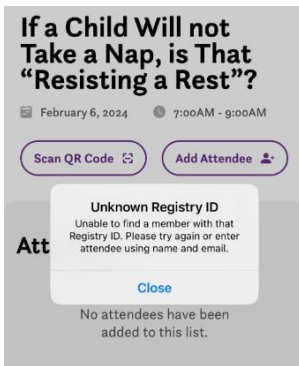 If a Child Will not
Take a Nap, is That
“Resisting a Rest”?
February 6, 2024 7:00AM - 9:00AM
Scan QR Code Add Attendee
Unknown Registry ID
Unable to find a member with that
Registry ID. Please try again or enter
attendee using name and email.
Att
Close
No attendees have been
added to this list.